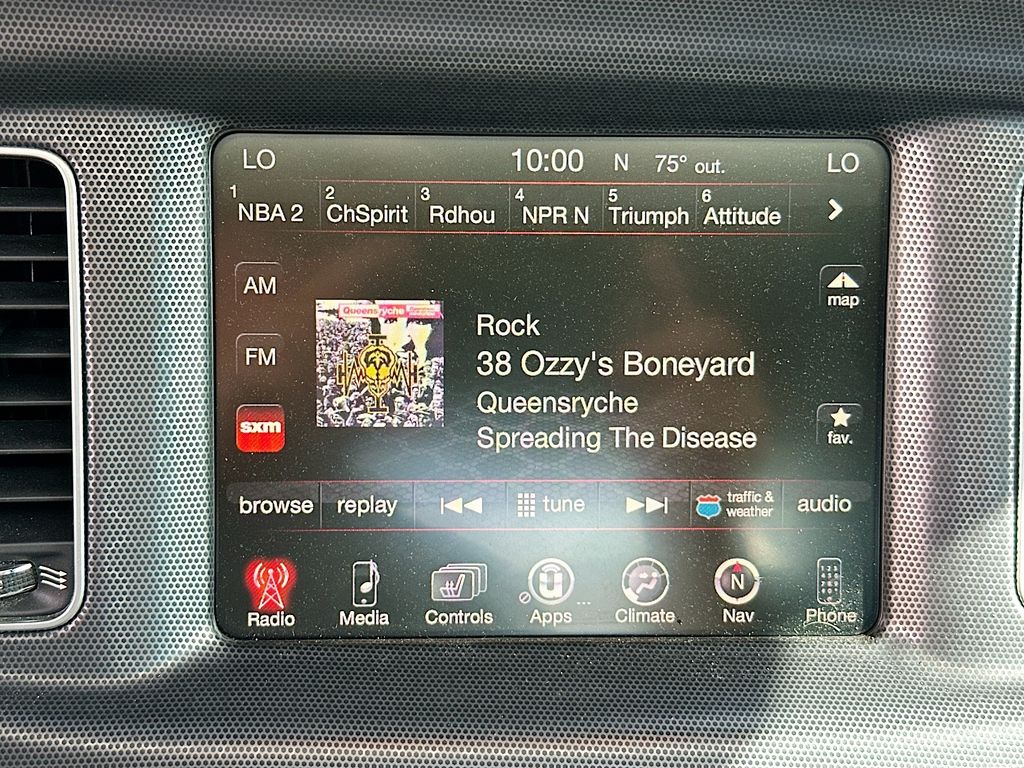 LO 10:00 N 75° out. LO
1 NBA 2 2 ChSpirit 3 Rdhou 4 NPR N 5 Triumph 6 Attitude
AM
map
Queensrÿche
Rock
FM
38 Ozzy's Boneyard
Queensryche
sxm
fav.
Spreading The Disease
browse replay tune traffic & weather audio
Radio Media Controls Apps Climate Nav Phone